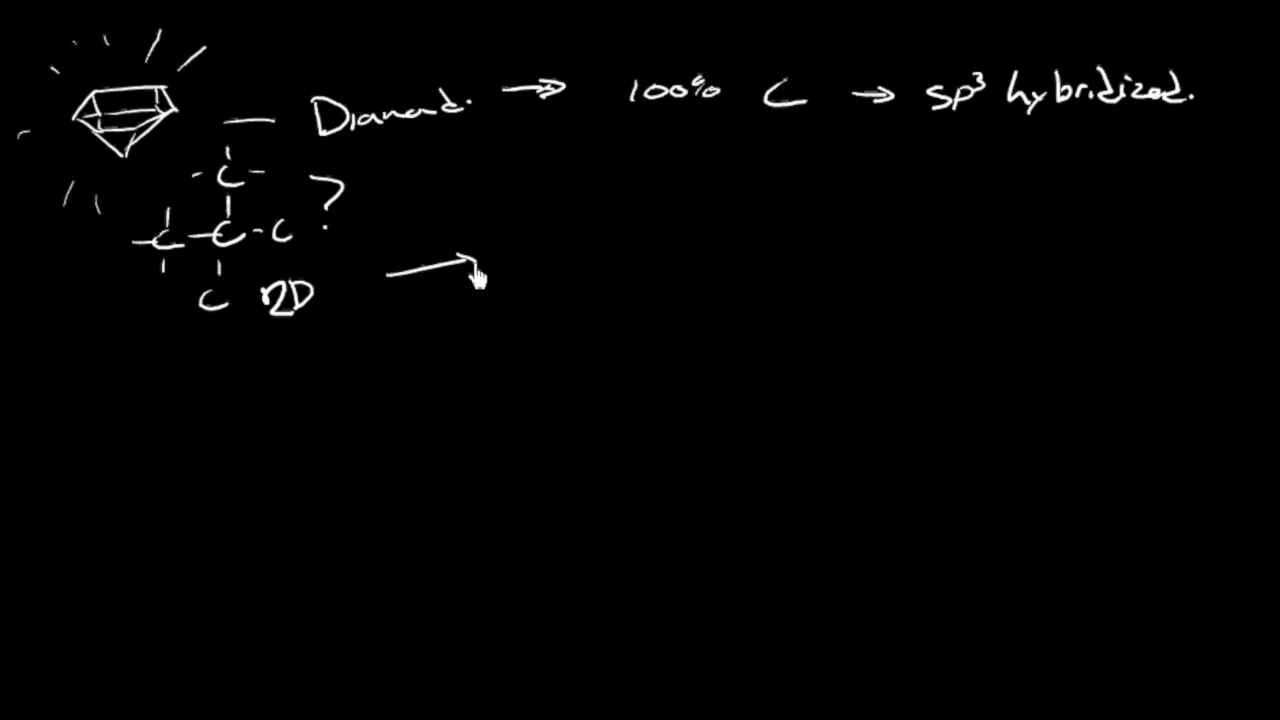 Diamond. → 100% C → sp³ hybridized.
-C-
?
-C-C-C
C 2D